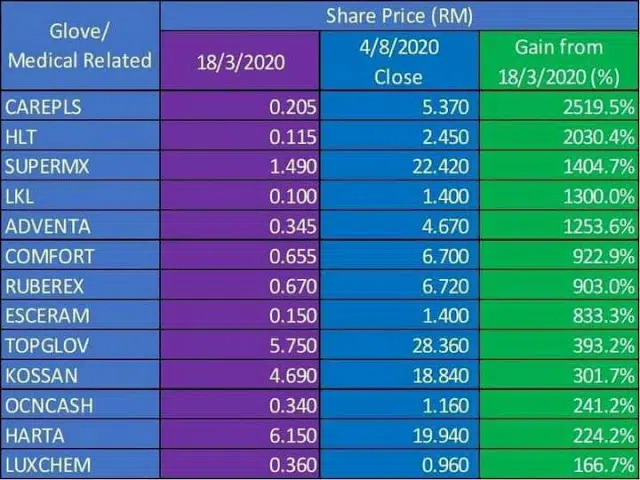 Glove/
Medical Related
Share Price (RM)
18/3/2020
4/8/2020
Close
Gain from
18/3/2020 (%)
CAREPLS 0.205 5.370 2519.5%
HLT 0.115 2.450 2030.4%
SUPERMX 1.490 22.420 1404.7%
LKL 0.100 1.400 1300.0%
ADVENTA 0.345 4.670 1253.6%
COMFORT 0.655 6.700 922.9%
RUBEREX 0.670 6.720 903.0%
ESCERAM 0.150 1.400 833.3%
TOPGLOV 5.750 28.360 393.2%
KOSSAN 4.690 18.840 301.7%
OCNCASH 0.340 1.160 241.2%
HARTA 6.150 19.940 224.2%
LUXCHEM 0.360 0.960 166.7%